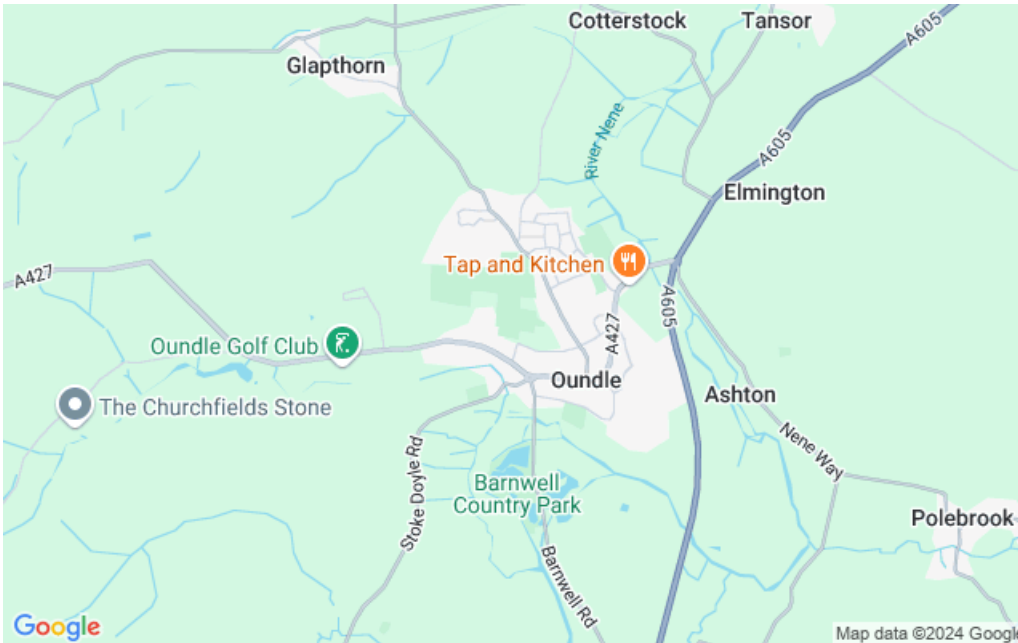 Cotterstock
Tansor
A605
Glapthorn
River Nene
A605
Elmington
Tap and Kitchen
A427
A605
A427
Oundle Golf Club
Oundle
Ashton
The Churchfields Stone
Nene Way
Stoke Doyle Rd
Barnwell
Country Park
Polebrook
Barnwell Rd
Google
Map data ©2024 Google